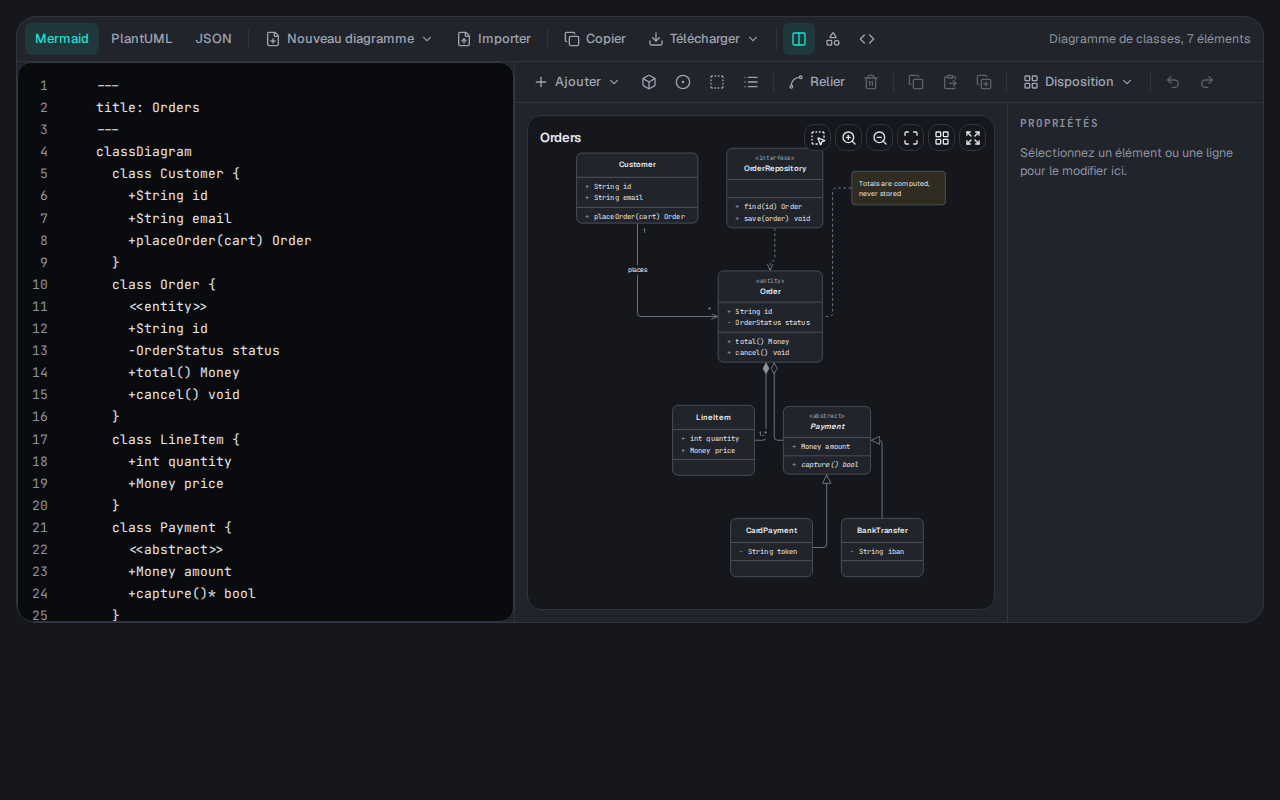 Mermaid PlantUML JSON Nouveau diagramme Importer Copier Télécharger Diagramme de classes, 7 éléments
Ajouter Relier Disposition
1 ---
2 title: Orders
3 ---
4 classDiagram
5 class Customer {
6 +String id
7 +String email
8 +placeOrder(cart) Order
9 }
10 class Order {
11 <<entity>>
12 +String id
13 -OrderStatus status
14 +total() Money
15 +cancel() void
16 }
17 class LineItem {
18 +int quantity
19 +Money price
20 }
21 class Payment {
22 <<abstract>>
23 +Money amount
24 +capture()* bool
25 }
Orders
Customer
+ String id
+ String email
+ placeOrder(cart) Order
«interface»
OrderRepository
+ find(id) Order
+ save(order) void
Totals are computed,
never stored
1
places
*
«entity»
Order
+ String id
- OrderStatus status
+ total() Money
+ cancel() void
LineItem
+ int quantity
+ Money price
1..*
«abstract»
Payment
+ Money amount
+ capture() bool
CardPayment
- String token
BankTransfer
- String iban
PROPRIÉTÉS
Sélectionnez un élément ou une ligne
pour le modifier ici.